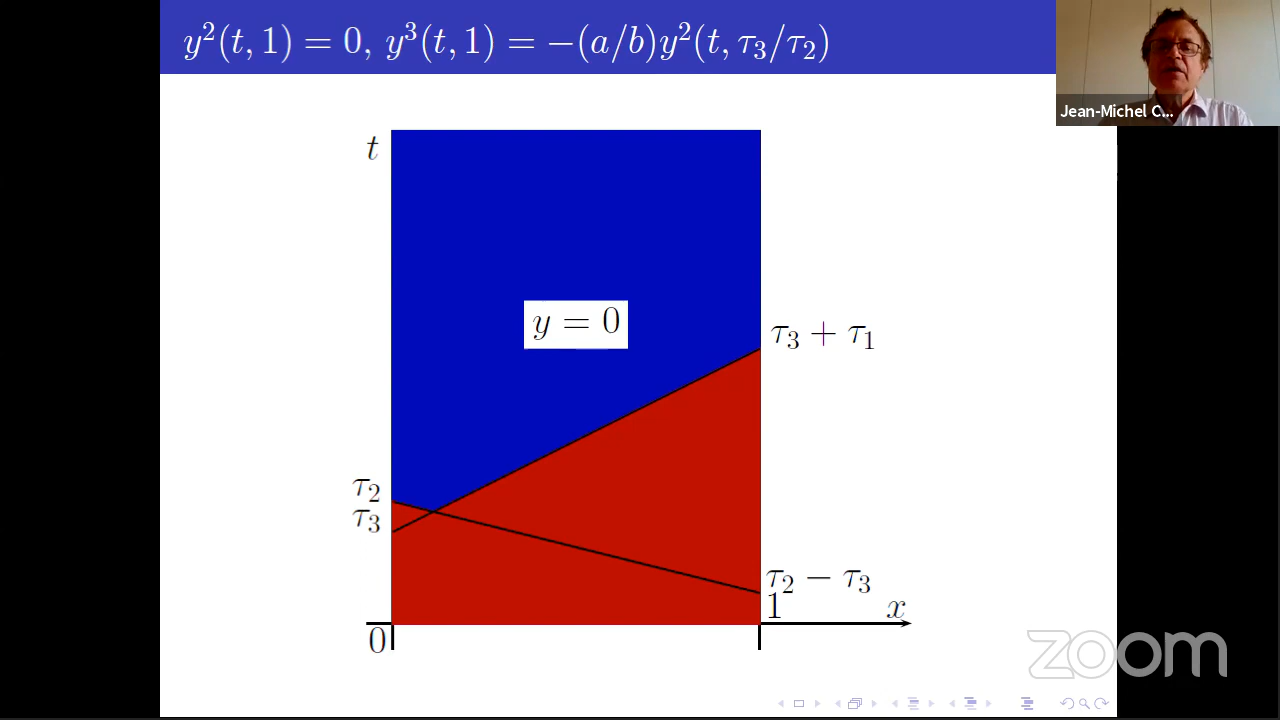 y²(t, 1) = 0, y³(t, 1) = −(a/b)y²(t, τ₃/τ₂)
Jean-Michel C...
t
y = 0
τ₃ + τ₁
τ₂
τ₃
τ₂ − τ₃
1
x
0
zoom